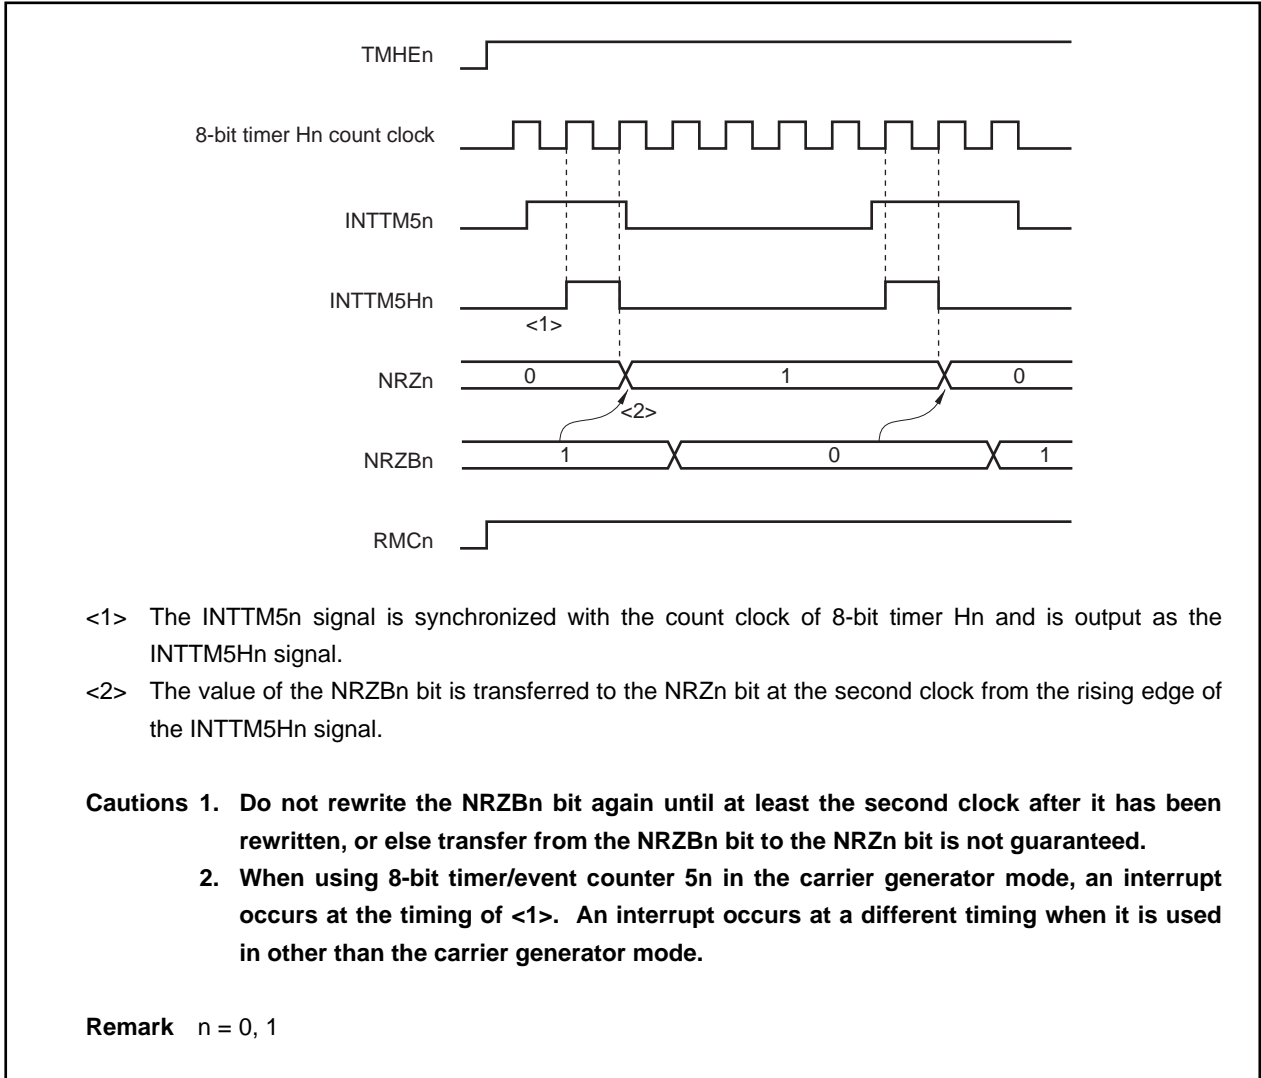 TMHEn
8-bit timer Hn count clock
INTTM5n
INTTM5Hn
<1>
NRZn
0
1
0
<2>
NRZBn
1
0
1
RMCn
<1> The INTTM5n signal is synchronized with the count clock of 8-bit timer Hn and is output as the
INTTM5Hn signal.
<2> The value of the NRZBn bit is transferred to the NRZn bit at the second clock from the rising edge of
the INTTM5Hn signal.
Cautions 1. Do not rewrite the NRZBn bit again until at least the second clock after it has been
rewritten, or else transfer from the NRZBn bit to the NRZn bit is not guaranteed.
2. When using 8-bit timer/event counter 5n in the carrier generator mode, an interrupt
occurs at the timing of <1>. An interrupt occurs at a different timing when it is used
in other than the carrier generator mode.
Remark n = 0, 1